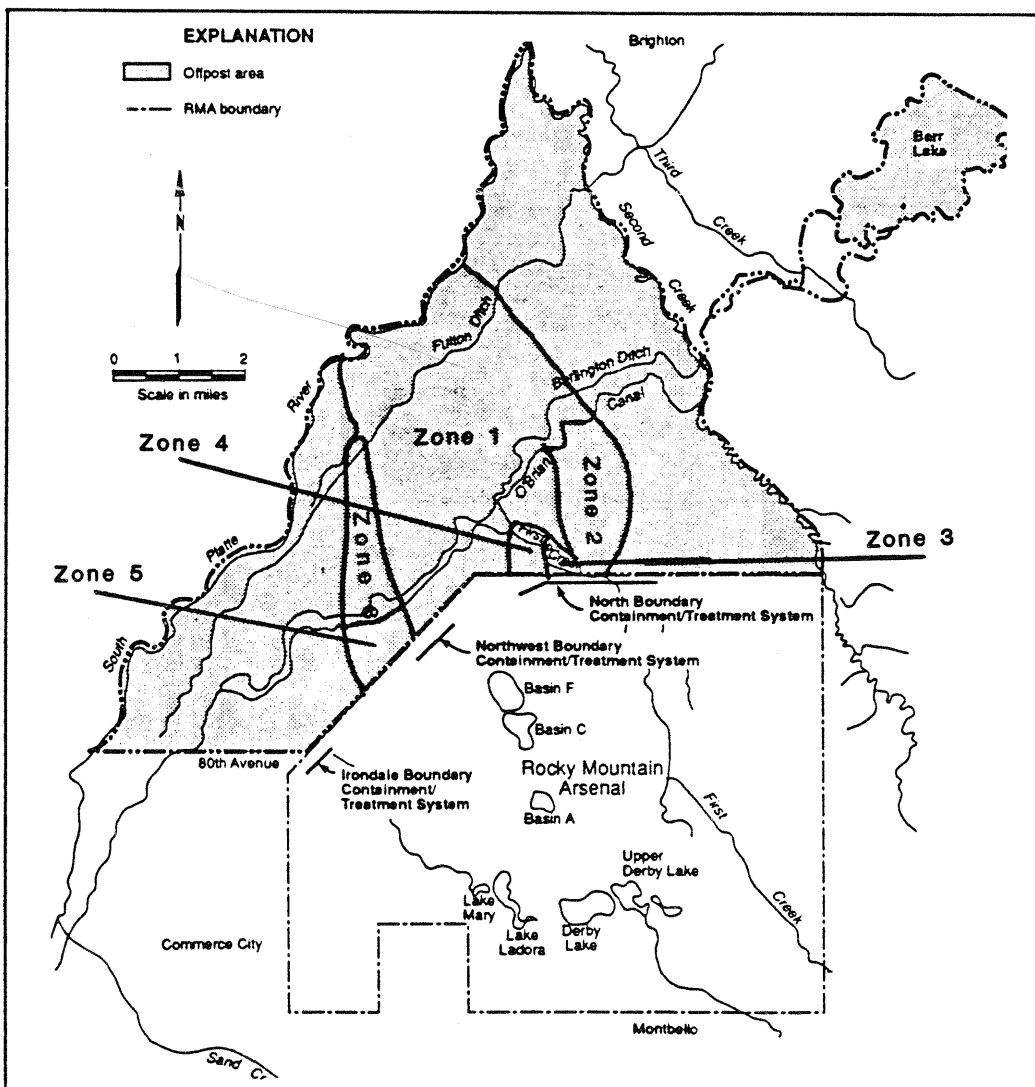 EXPLANATION
Offpost area
RMA boundary
N
0 1 2
Scale in miles
Brighton
Third
Creek
Barr
Lake
Second
Creek
Fulton Ditch
Burlington Ditch
Canal
O'Brian
River
Platte
South
Zone 1
Zone 2
Zone 3
Zone 4
Zone 5
Zone
First
North Boundary
Containment/Treatment System
Northwest Boundary
Containment/Treatment System
Basin F
Basin C
80th Avenue
Irondale Boundary
Containment/
Treatment System
Rocky Mountain
Arsenal
Basin A
First
Creek
Upper
Derby Lake
Lake
Mary
Lake
Ladora
Derby
Lake
Commerce City
Montbello
Sand Cr